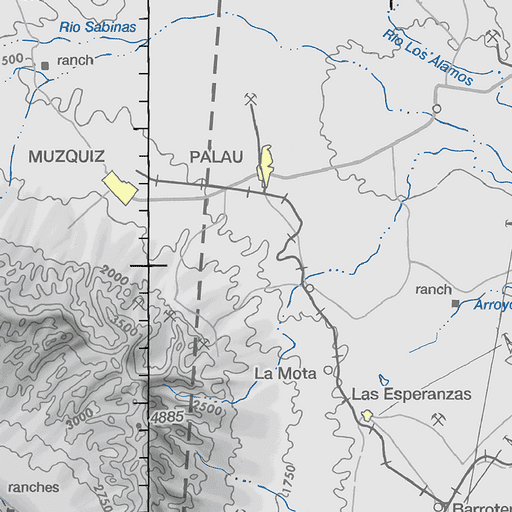 Rio Sabinas
500
ranch
Rio Los Alamos
MUZQUIZ
PALAU
2000
3500
ranch
Arroyo
La Mota
Las Esperanzas
2500
3000
4885
1750
2750
ranches
Barroter